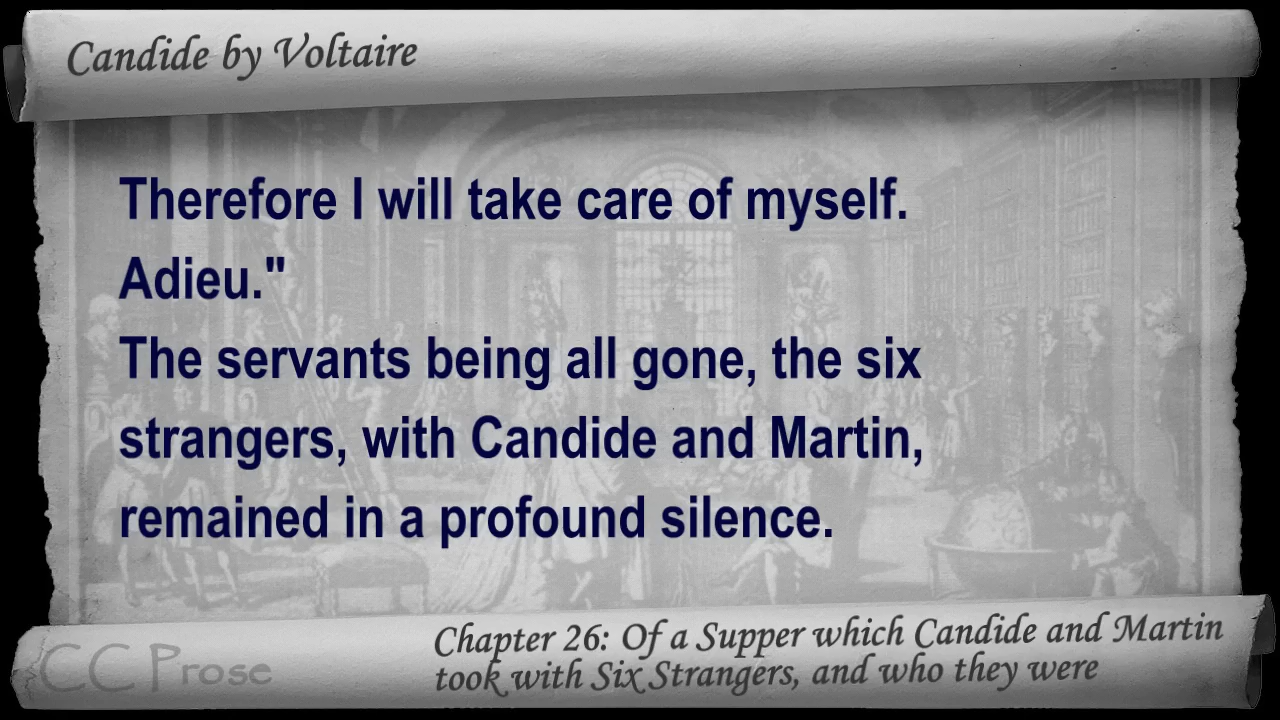 Candide by Voltaire
Therefore I will take care of myself.
Adieu."
The servants being all gone, the six
strangers, with Candide and Martin,
remained in a profound silence.
Chapter 26: Of a Supper which Candide and Martin
took with Six Strangers, and who they were
CC Prose